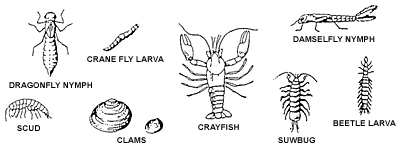 DAMSELFLY NYMPH
CRANE FLY LARVA
DRAGONFLY NYMPH
BEETLE LARVA
CRAYFISH
SCUD
CLAMS
SUWBUG